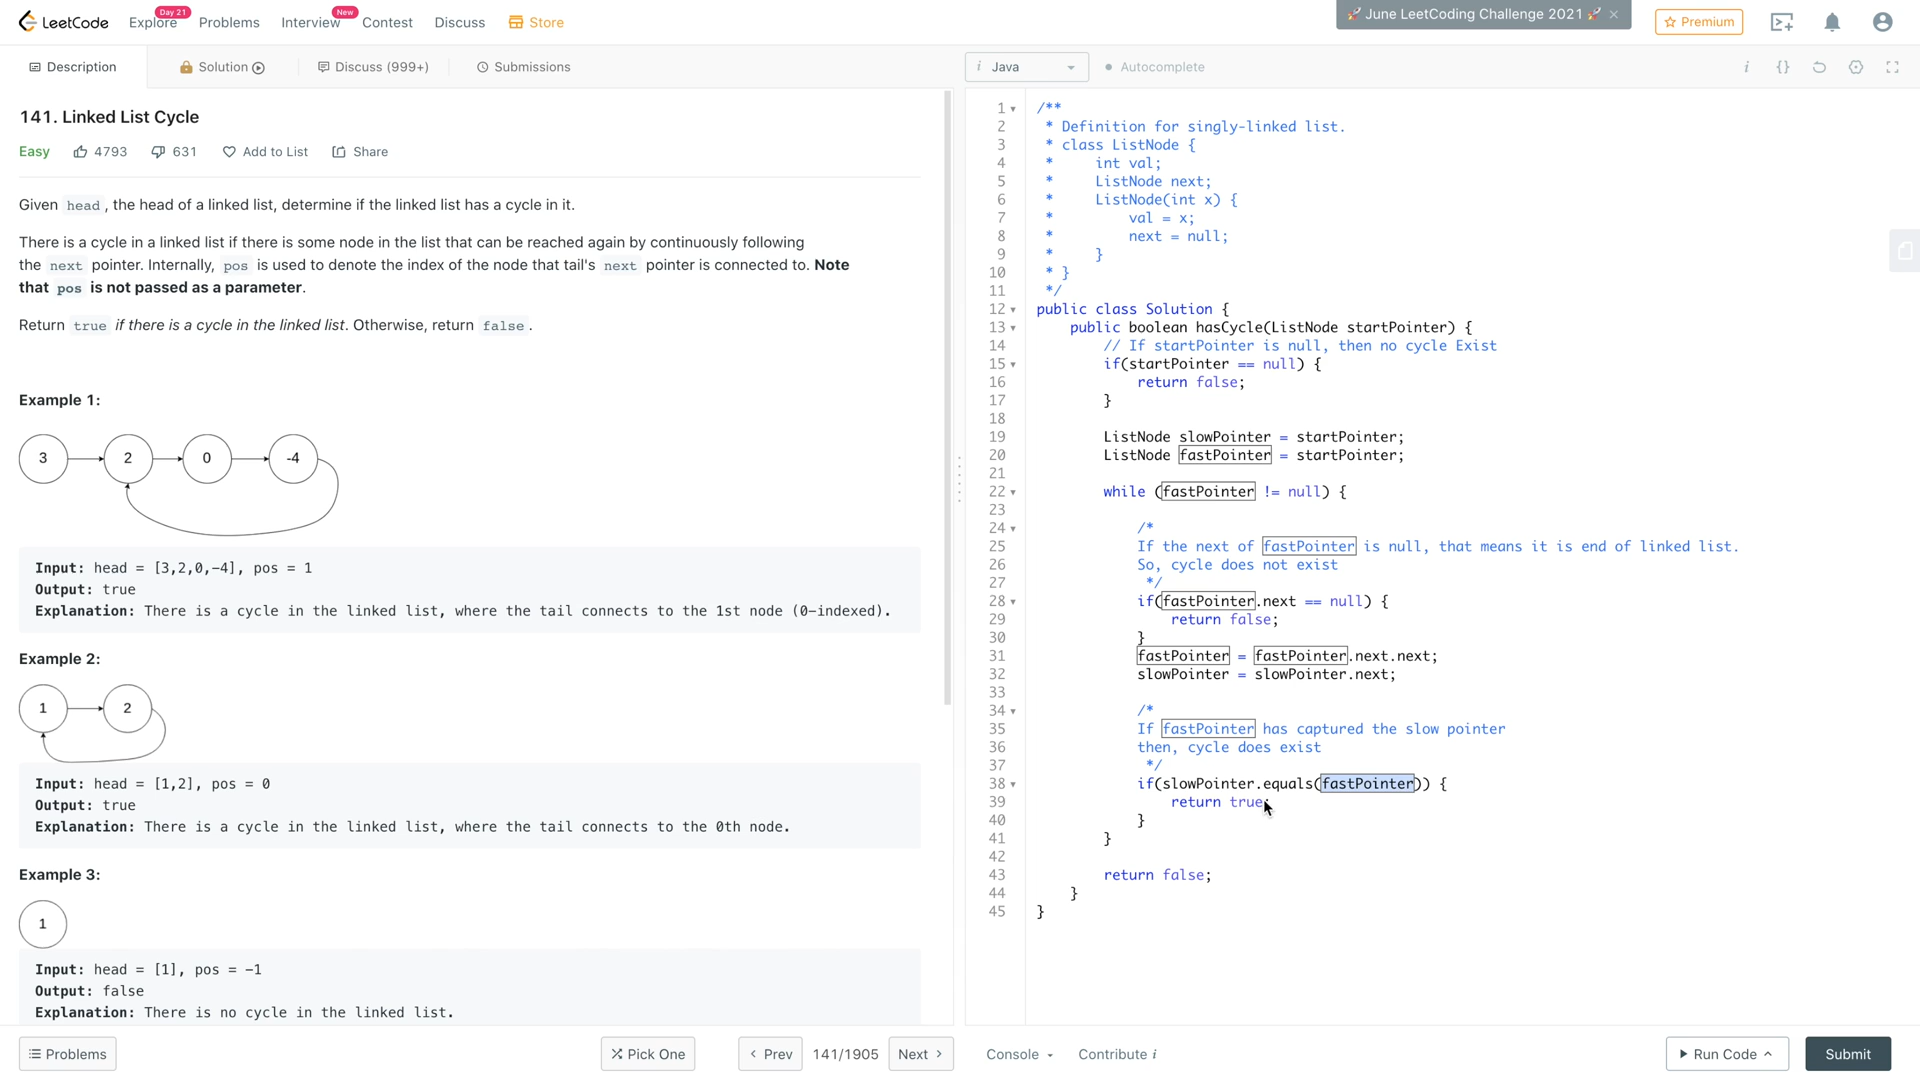 LeetCode Explore Day 21 Problems Interview New Contest Discuss Store 🚀 June LeetCoding Challenge 2021 🚀 × Premium
Description Solution Discuss (999+) Submissions
141. Linked List Cycle
Easy 4793 631 Add to List Share
Given head , the head of a linked list, determine if the linked list has a cycle in it.
There is a cycle in a linked list if there is some node in the list that can be reached again by continuously following
the next pointer. Internally, pos is used to denote the index of the node that tail's next pointer is connected to. Note
that pos is not passed as a parameter.
Return true if there is a cycle in the linked list. Otherwise, return false .
Example 1:
3 2 0 -4
Input: head = [3,2,0,-4], pos = 1
Output: true
Explanation: There is a cycle in the linked list, where the tail connects to the 1st node (0-indexed).
Example 2:
1 2
Input: head = [1,2], pos = 0
Output: true
Explanation: There is a cycle in the linked list, where the tail connects to the 0th node.
Example 3:
1
Input: head = [1], pos = -1
Output: false
Explanation: There is no cycle in the linked list.
i Java Autocomplete i {}
1 /**
2 * Definition for singly-linked list.
3 * class ListNode {
4 * int val;
5 * ListNode next;
6 * ListNode(int x) {
7 * val = x;
8 * next = null;
9 * }
10 * }
11 */
12 public class Solution {
13 public boolean hasCycle(ListNode startPointer) {
14 // If startPointer is null, then no cycle Exist
15 if(startPointer == null) {
16 return false;
17 }
18
19 ListNode slowPointer = startPointer;
20 ListNode fastPointer = startPointer;
21
22 while (fastPointer != null) {
23
24 /*
25 If the next of fastPointer is null, that means it is end of linked list.
26 So, cycle does not exist
27 */
28 if(fastPointer.next == null) {
29 return false;
30 }
31 fastPointer = fastPointer.next.next;
32 slowPointer = slowPointer.next;
33
34 /*
35 If fastPointer has captured the slow pointer
36 then, cycle does exist
37 */
38 if(slowPointer.equals(fastPointer)) {
39 return true;
40 }
41 }
42
43 return false;
44 }
45 }
Problems Pick One < Prev 141/1905 Next > Console Contribute i Run Code Submit